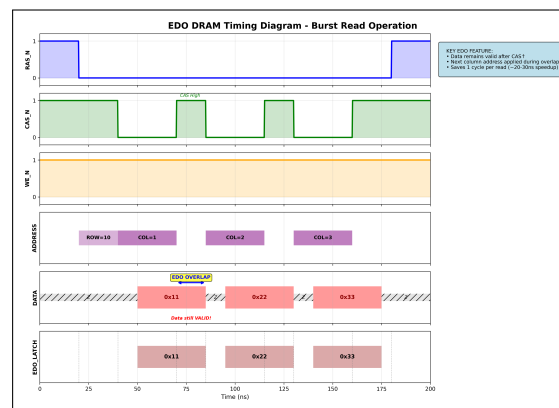 EDO DRAM Timing Diagram - Burst Read Operation
KEY EDO FEATURE:
• Data remains valid after CAS↑
• Next column address applied during overlap
• Saves 1 cycle per read (~20-30ns speedup)
RAS_N
1
0
CAS High
CAS_N
1
0
WE_N
1
0
ADDRESS
ROW=10
COL=1
COL=2
COL=3
EDO OVERLAP
DATA
Z
0x11
Z
0x22
Z
0x33
Z
Data still VALID!
EDO_LATCH
0x11
0x22
0x33
0
25
50
75
100
125
150
175
200
Time (ns)